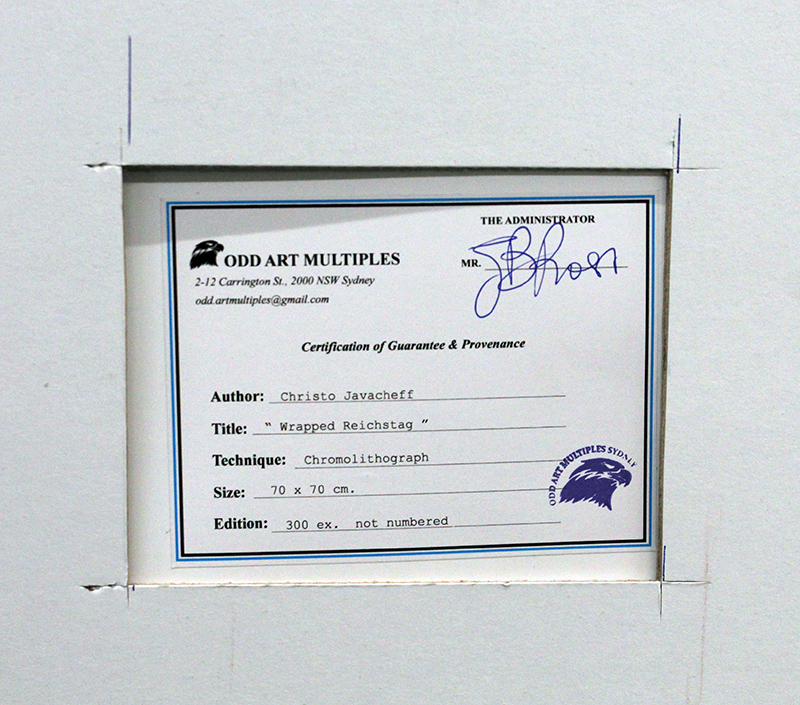 THE ADMINISTRATOR
ODD ART MULTIPLES
MR.
2-12 Carrington St., 2000 NSW Sydney
odd.artmultiples@gmail.com
Certification of Guarantee & Provenance
Author: Christo Javacheff
Title: “ Wrapped Reichstag ”
Technique: Chromolithograph
Size: 70 x 70 cm.
Edition: 300 ex. not numbered
ODD ART MULTIPLES SYDNEY